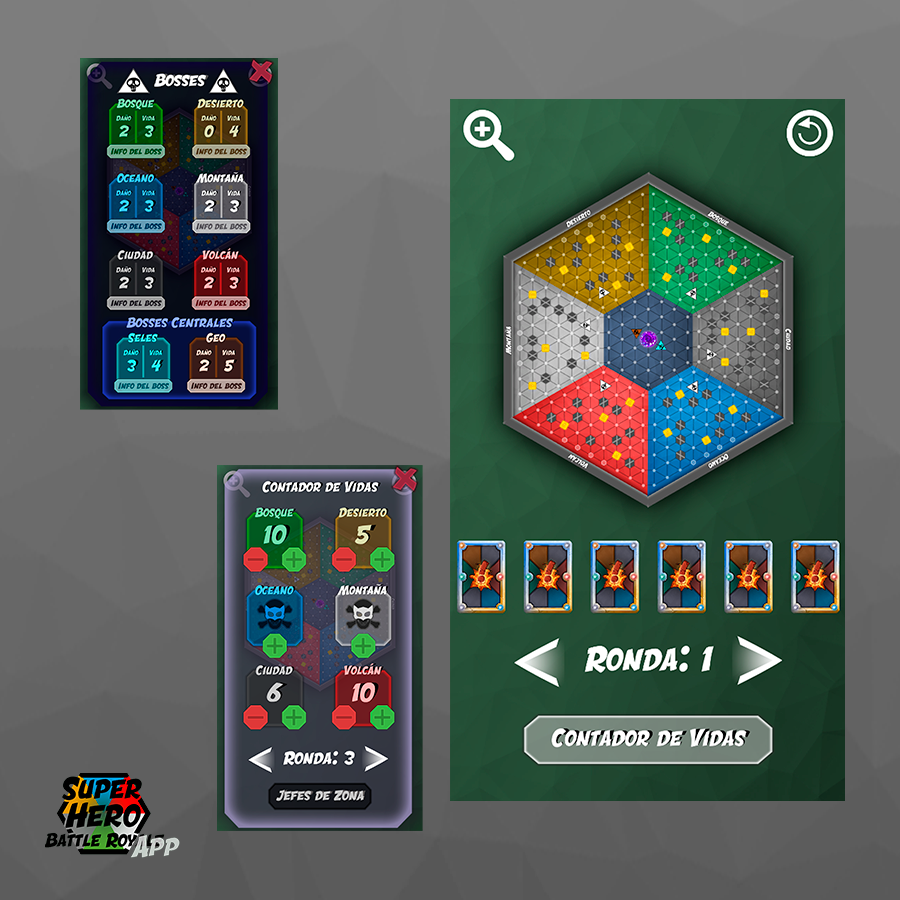 Bosses
Bosque Desierto
Daño Vida Daño Vida
2 3 0 4
Info del Boss Info del Boss
Oceano Montaña
Daño Vida Daño Vida
2 3 2 3
Info del Boss Info del Boss
Ciudad Volcán
Daño Vida Daño Vida
2 3 2 3
Info del Boss Info del Boss
Bosses Centrales
Seles Geo
Daño Vida Daño Vida
3 4 2 5
Info del Boss Info del Boss
Contador de Vidas
Bosque Desierto
10 5
Oceano Montaña
Ciudad Volcán
6 10
Ronda: 3
Jefes de Zona
Desierto
Bosque
Montaña
Ciudad
Volcán
Oceano
Ronda: 1
Contador de Vidas
Super
Hero
Battle Royale
App